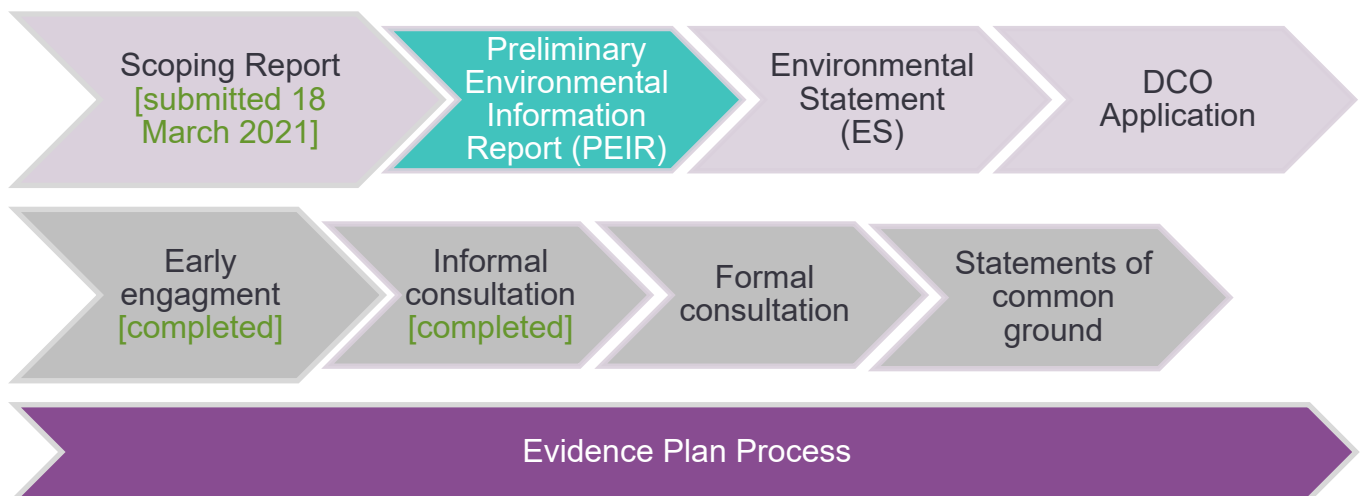 Scoping Report
[submitted 18
March 2021]
Preliminary
Environmental
Information
Report (PEIR)
Environmental
Statement
(ES)
DCO
Application
Early
engagment
[completed]
Informal
consultation
[completed]
Formal
consultation
Statements of
common
ground
Evidence Plan Process